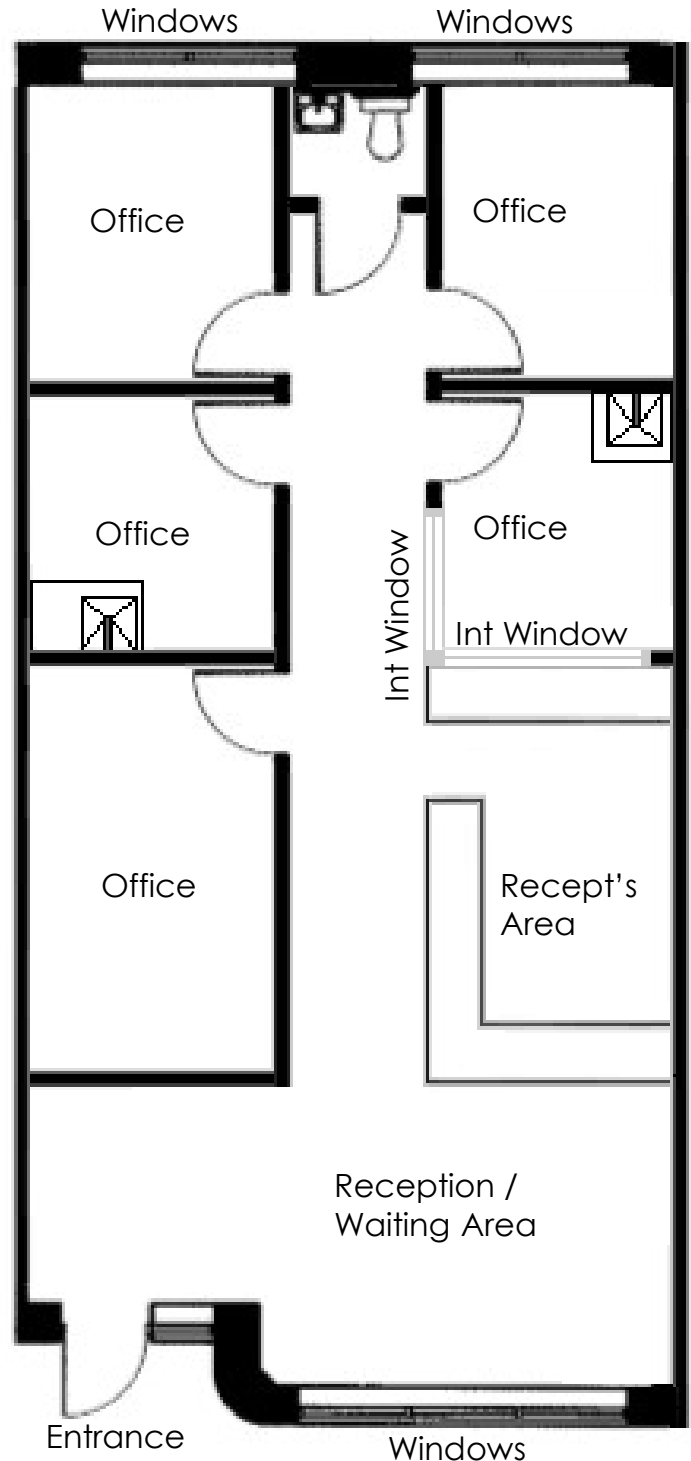 Windows
Windows
Office
Office
Office
Office
Int Window
Int Window
Office
Recept's
Area
Reception /
Waiting Area
Entrance
Windows